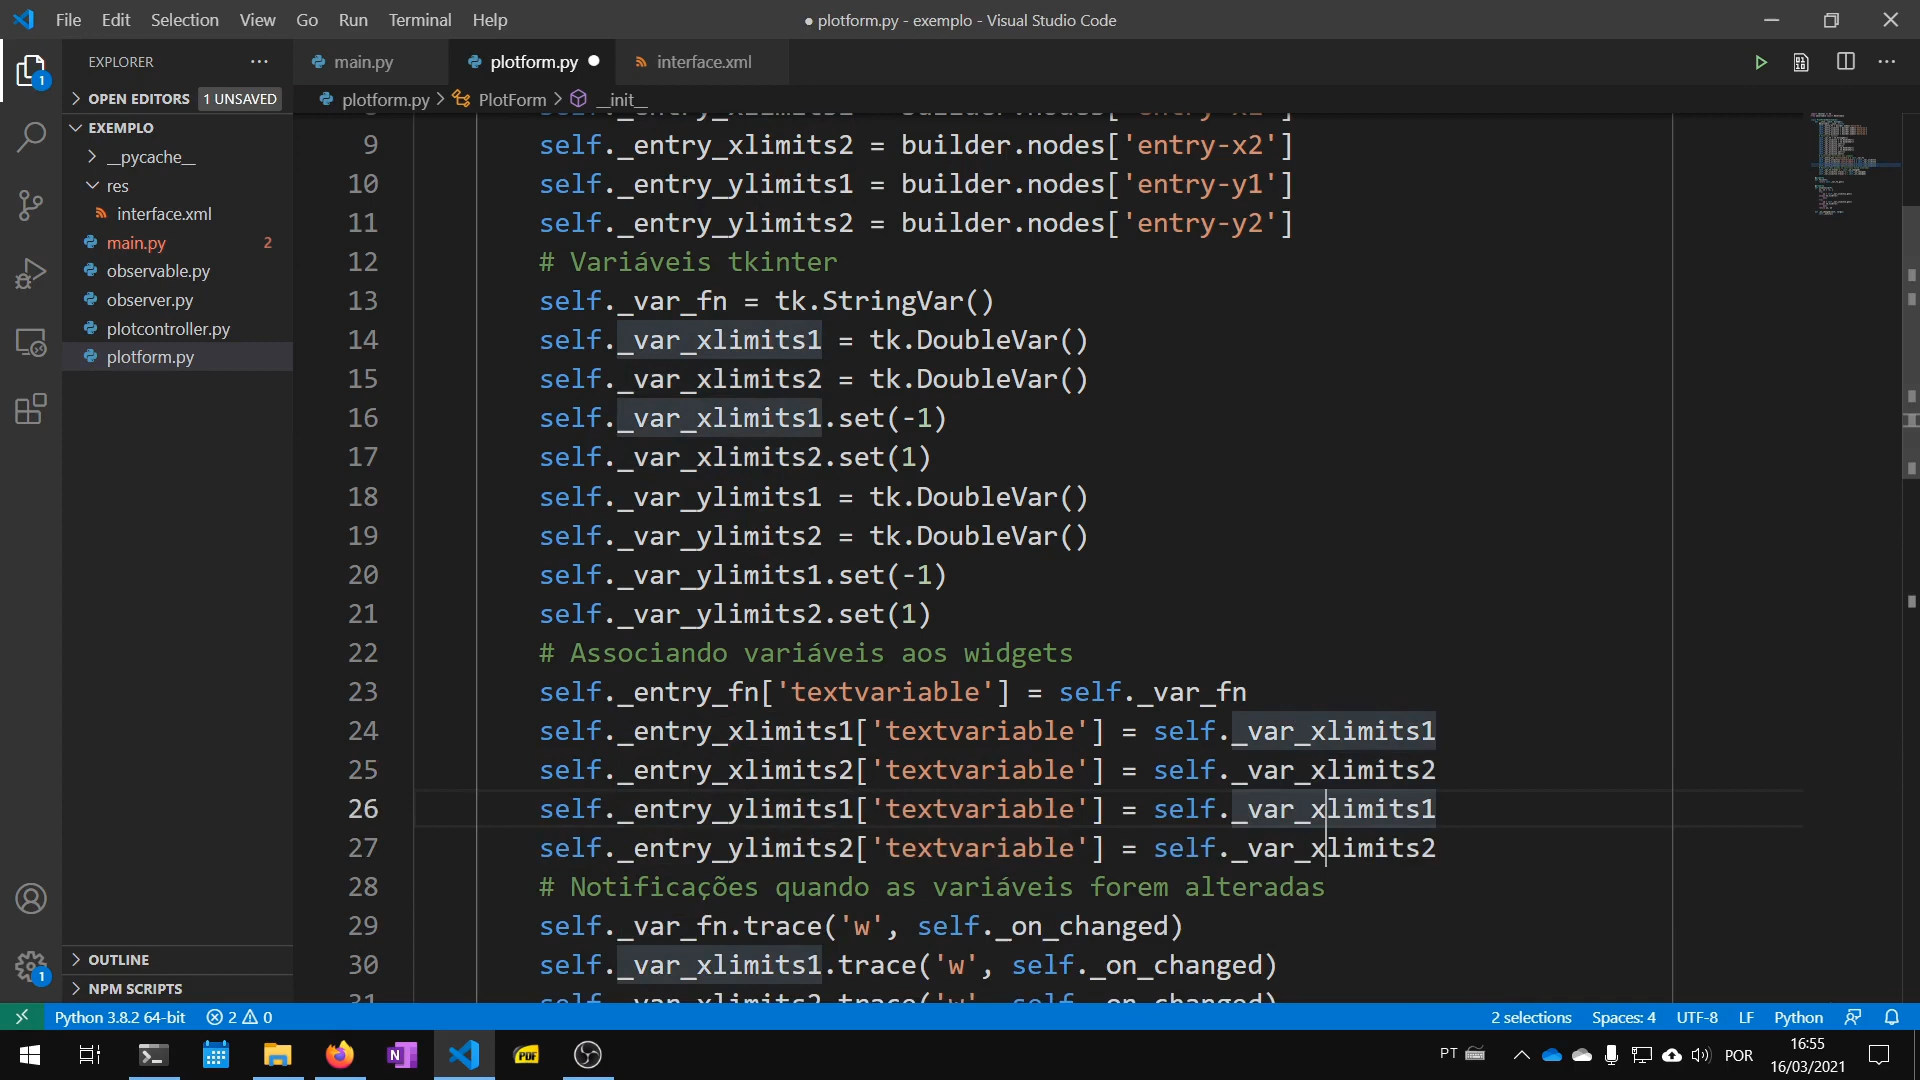 File Edit Selection View Go Run Terminal Help
● plotform.py - exemplo - Visual Studio Code
EXPLORER
main.py
plotform.py
interface.xml
OPEN EDITORS 1 UNSAVED
plotform.py > PlotForm > __init__
EXEMPLO
__pycache__
res
interface.xml
main.py 2
observable.py
observer.py
plotcontroller.py
plotform.py
OUTLINE
NPM SCRIPTS
1
1
9 self._entry_xlimits2 = builder.nodes['entry-x2']
10 self._entry_ylimits1 = builder.nodes['entry-y1']
11 self._entry_ylimits2 = builder.nodes['entry-y2']
12 # Variáveis tkinter
13 self._var_fn = tk.StringVar()
14 self._var_xlimits1 = tk.DoubleVar()
15 self._var_xlimits2 = tk.DoubleVar()
16 self._var_xlimits1.set(-1)
17 self._var_xlimits2.set(1)
18 self._var_ylimits1 = tk.DoubleVar()
19 self._var_ylimits2 = tk.DoubleVar()
20 self._var_ylimits1.set(-1)
21 self._var_ylimits2.set(1)
22 # Associando variáveis aos widgets
23 self._entry_fn['textvariable'] = self._var_fn
24 self._entry_xlimits1['textvariable'] = self._var_xlimits1
25 self._entry_xlimits2['textvariable'] = self._var_xlimits2
26 self._entry_ylimits1['textvariable'] = self._var_xlimits1
27 self._entry_ylimits2['textvariable'] = self._var_xlimits2
28 # Notificações quando as variáveis forem alteradas
29 self._var_fn.trace('w', self._on_changed)
30 self._var_xlimits1.trace('w', self._on_changed)
31 self._var_xlimits2.trace('w', self._on_changed)
Python 3.8.2 64-bit 2 0
2 selections Spaces: 4 UTF-8 LF Python
PDF
PT
POR
16:55
16/03/2021